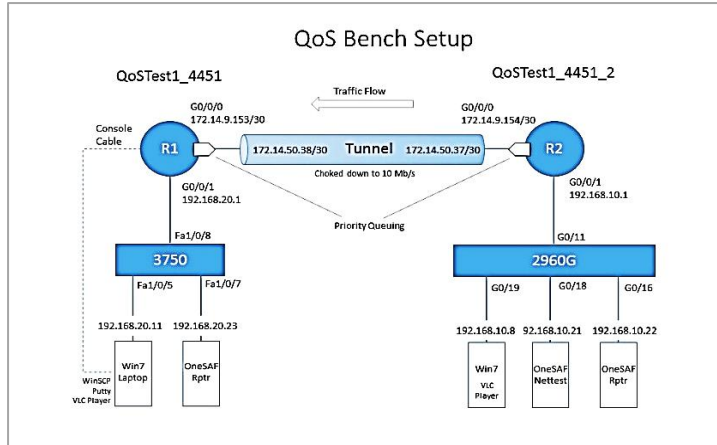 QoS Bench Setup
QoSTest1_4451
QoSTest1_4451_2
Traffic Flow
G0/0/0
172.14.9.153/30
G0/0/0
172.14.9.154/30
Console
Cable
R1
172.14.50.38/30
Tunnel
172.14.50.37/30
R2
Choked down to 10 Mb/s
G0/0/1
192.168.20.1
G0/0/1
192.168.10.1
Priority Queuing
Fa1/0/8
G0/11
3750
2960G
Fa1/0/5
Fa1/0/7
G0/19
G0/18
G0/16
192.168.20.11
192.168.20.23
192.168.10.8
92.168.10.21
192.168.10.22
WinSCP
Putty
VLC Player
Win7
Laptop
OneSAF
Rptr
Win7
VLC
Player
OneSAF
Nettest
OneSAF
Rptr